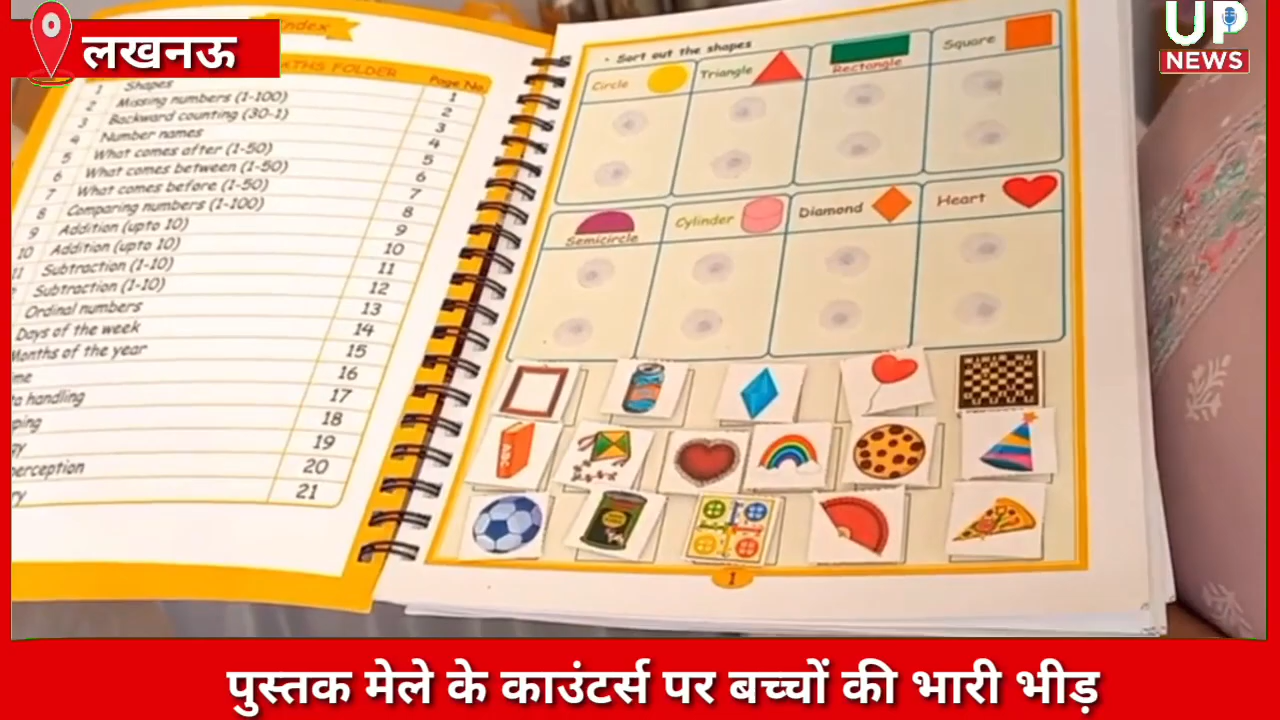 लखनऊ
UP
NEWS
Index
MATHS FOLDER Page No.
1 Shapes 1
2 Missing numbers (1-100) 2
3 Backward counting (30-1) 3
4 Number names 4
5 What comes after (1-50) 5
6 What comes between (1-50) 6
7 What comes before (1-50) 7
8 Comparing numbers (1-100) 8
9 Addition (upto 10) 9
10 Addition (upto 10) 10
11 Subtraction (1-10) 11
Subtraction (1-10) 12
Ordinal numbers 13
Days of the week 14
Months of the year 15
16
handling 17
18
19
20
21
• Sort out the shapes
Circle Triangle Rectangle Square
Semicircle Cylinder Diamond Heart
ABC
1
पुस्तक मेले के काउंटर्स पर बच्चों की भारी भीड़